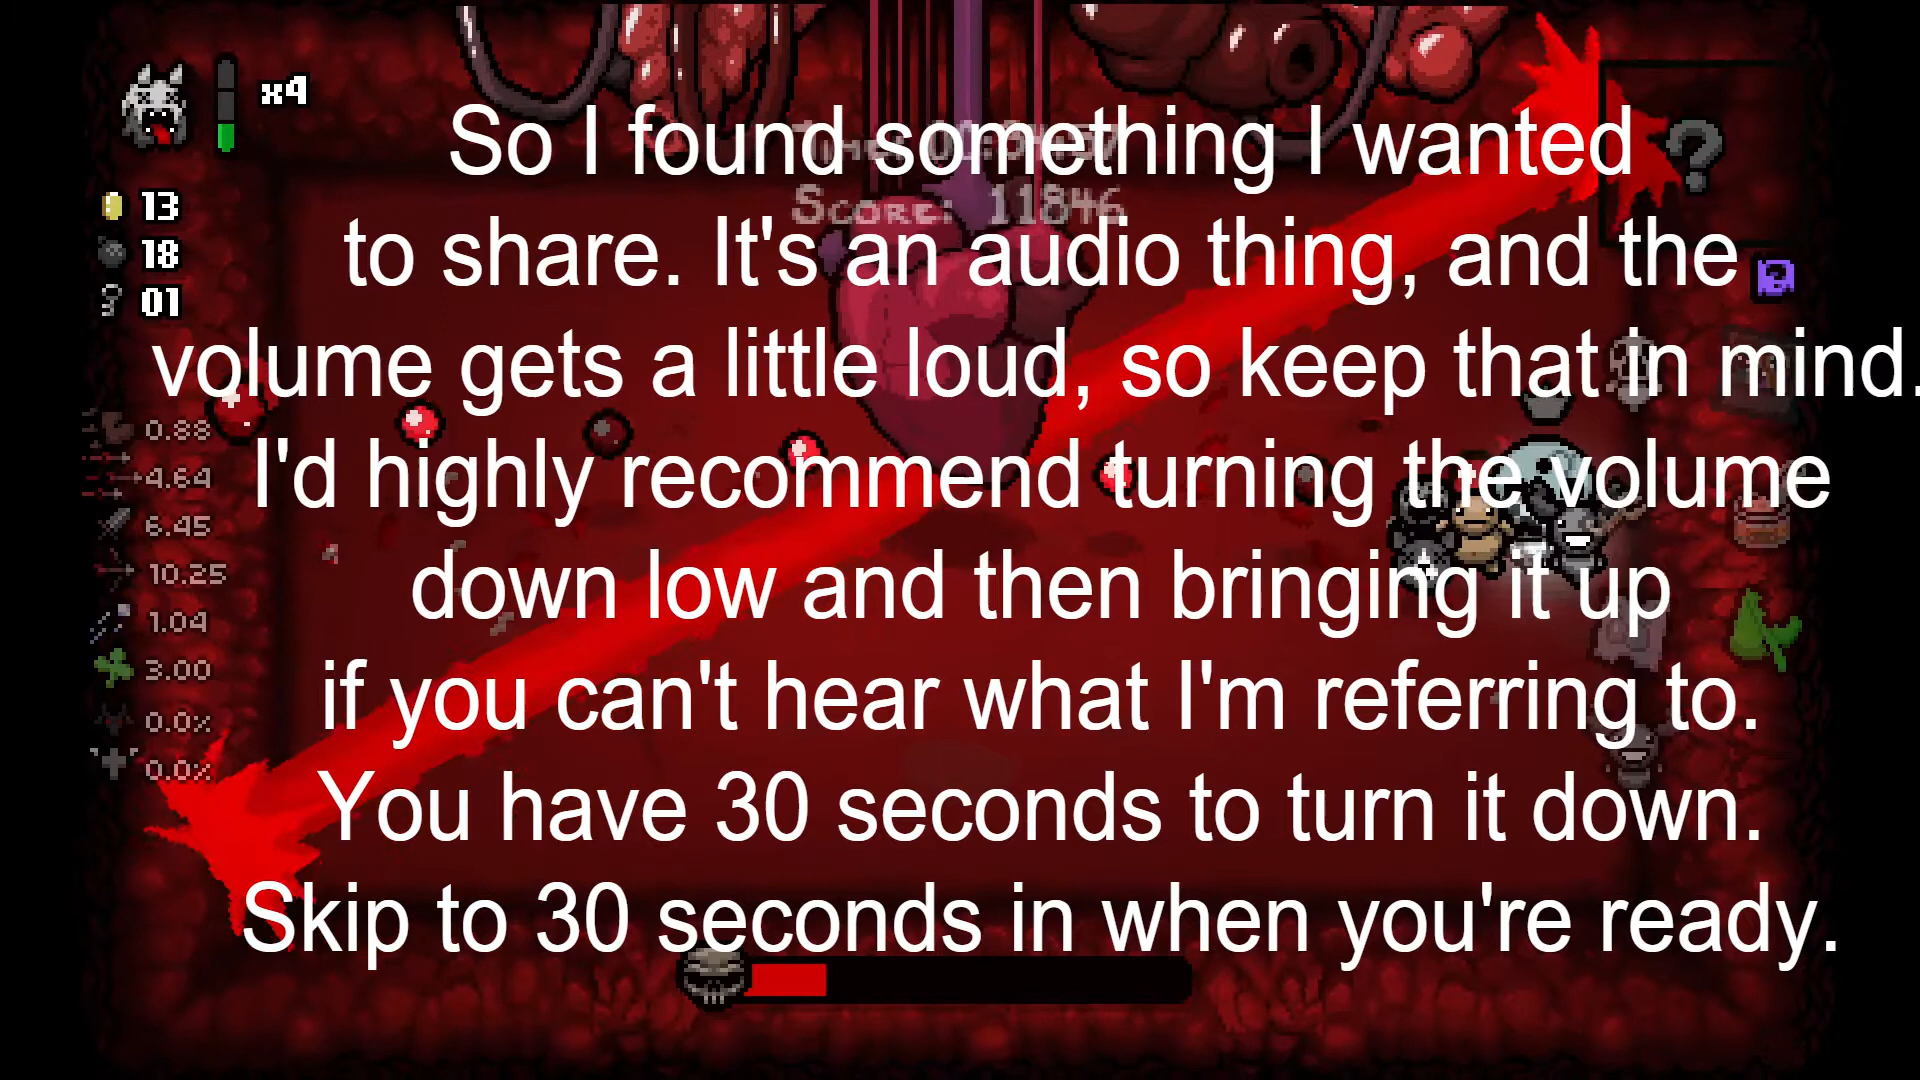 x4
So I found something I wanted
Score: 11846
13
to share. It's an audio thing, and the
18
01
volume gets a little loud, so keep that in mind.
0.88
I'd highly recommend turning the volume
4.64
6.45
down low and then bringing it up
10.25
1.04
if you can't hear what I'm referring to.
3.00
0.0%
0.0%
You have 30 seconds to turn it down.
Skip to 30 seconds in when you're ready.